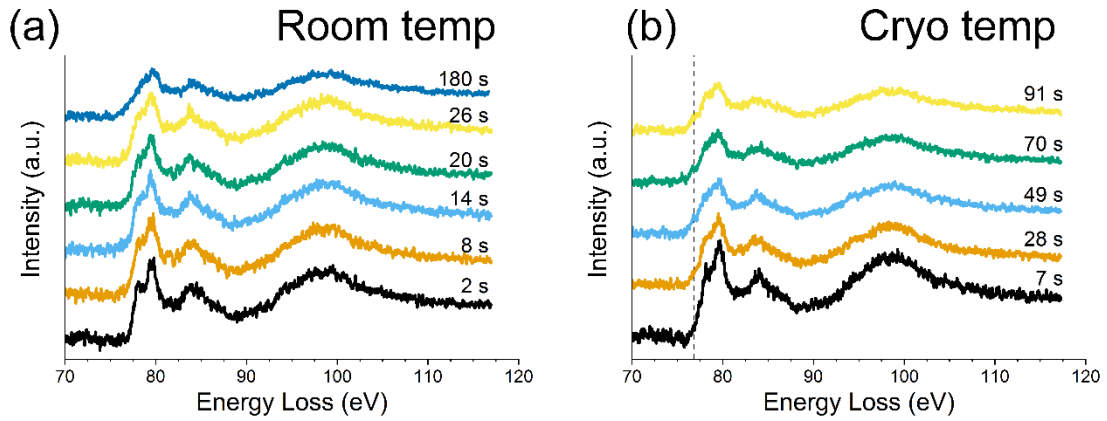 (a) Room temp
180 s
26 s
20 s
14 s
8 s
2 s
Intensity (a.u.)
70 80 90 100 110 120
Energy Loss (eV)
(b) Cryo temp
91 s
70 s
49 s
28 s
7 s
Intensity (a.u.)
70 80 90 100 110 120
Energy Loss (eV)